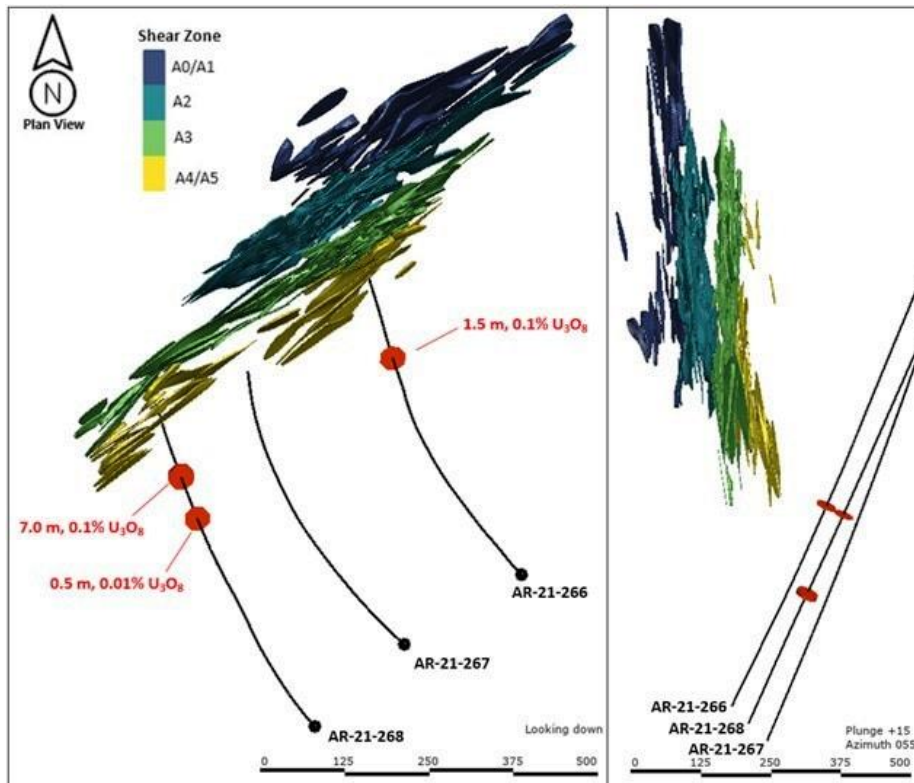 Shear Zone
A0/A1
A2
A3
A4/A5
N
Plan View
1.5 m, 0.1% U₃O₈
7.0 m, 0.1% U₃O₈
0.5 m, 0.01% U₃O₈
AR-21-266
AR-21-267
AR-21-268
Looking down
0 125 250 375 500
AR-21-266
AR-21-268
AR-21-267
Plunge +15
Azimuth 055
0 125 250 375 500